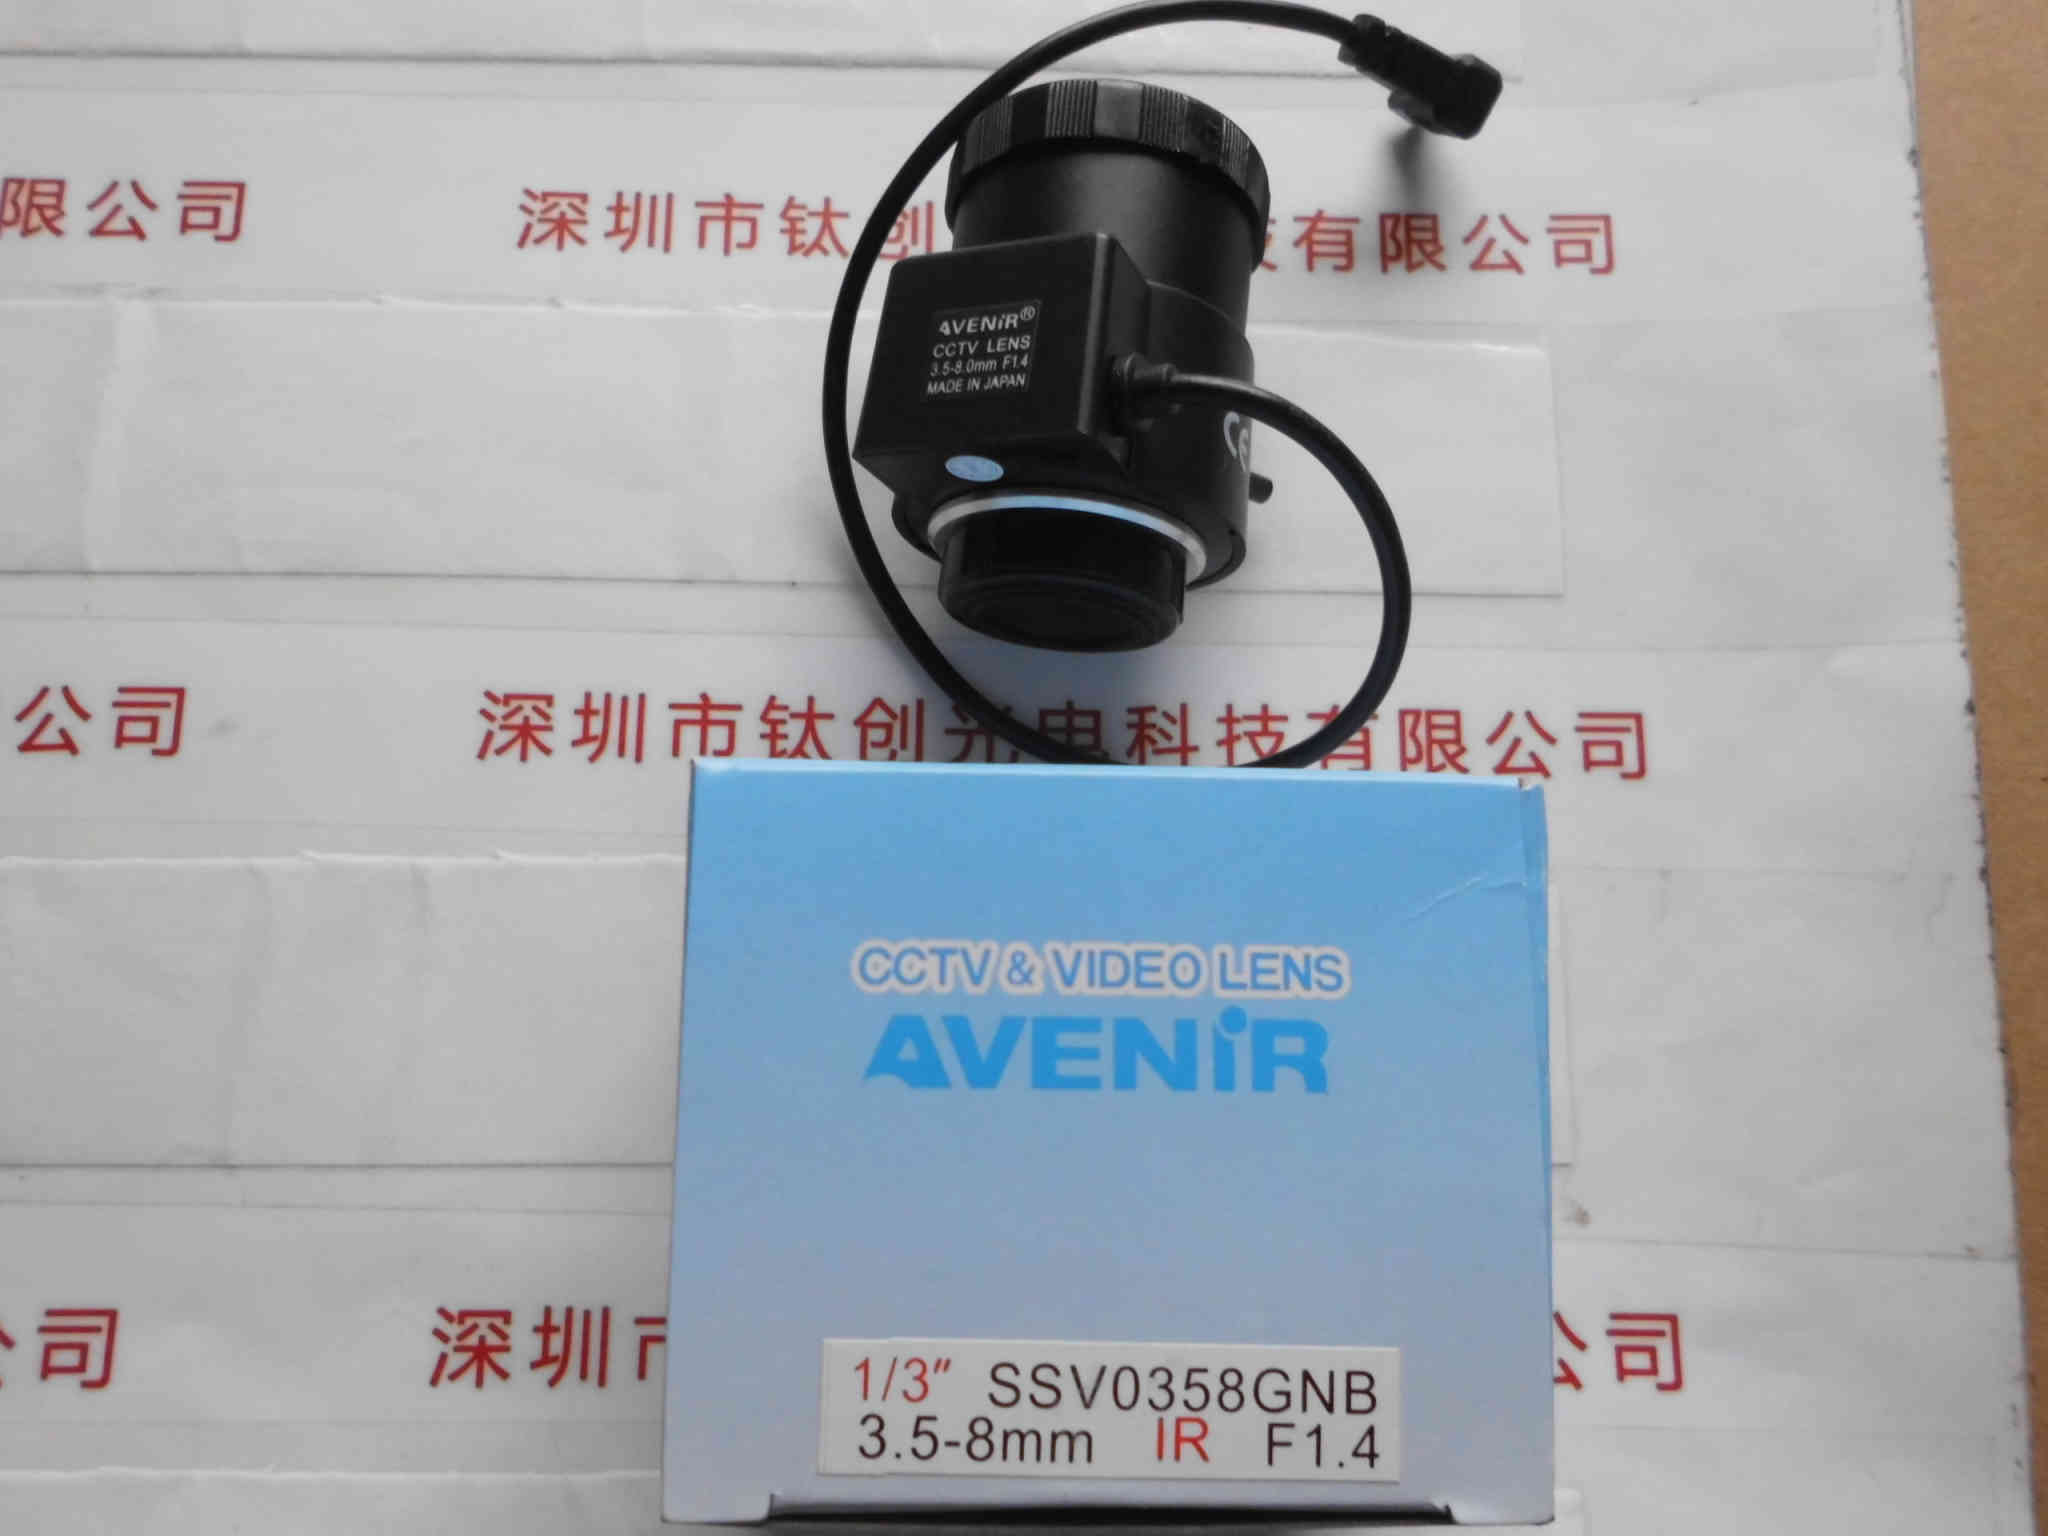 限公司
深圳市钛创
技有限公司
AVENiR®
CCTV LENS
3.5-8.0mm F1.4
MADE IN JAPAN
CE
公司
深圳市钛创光电科技有限公司
CCTV & VIDEO LENS
AVENiR
公司
深圳市
公司
1/3" SSV0358GNB
3.5-8mm IR F1.4